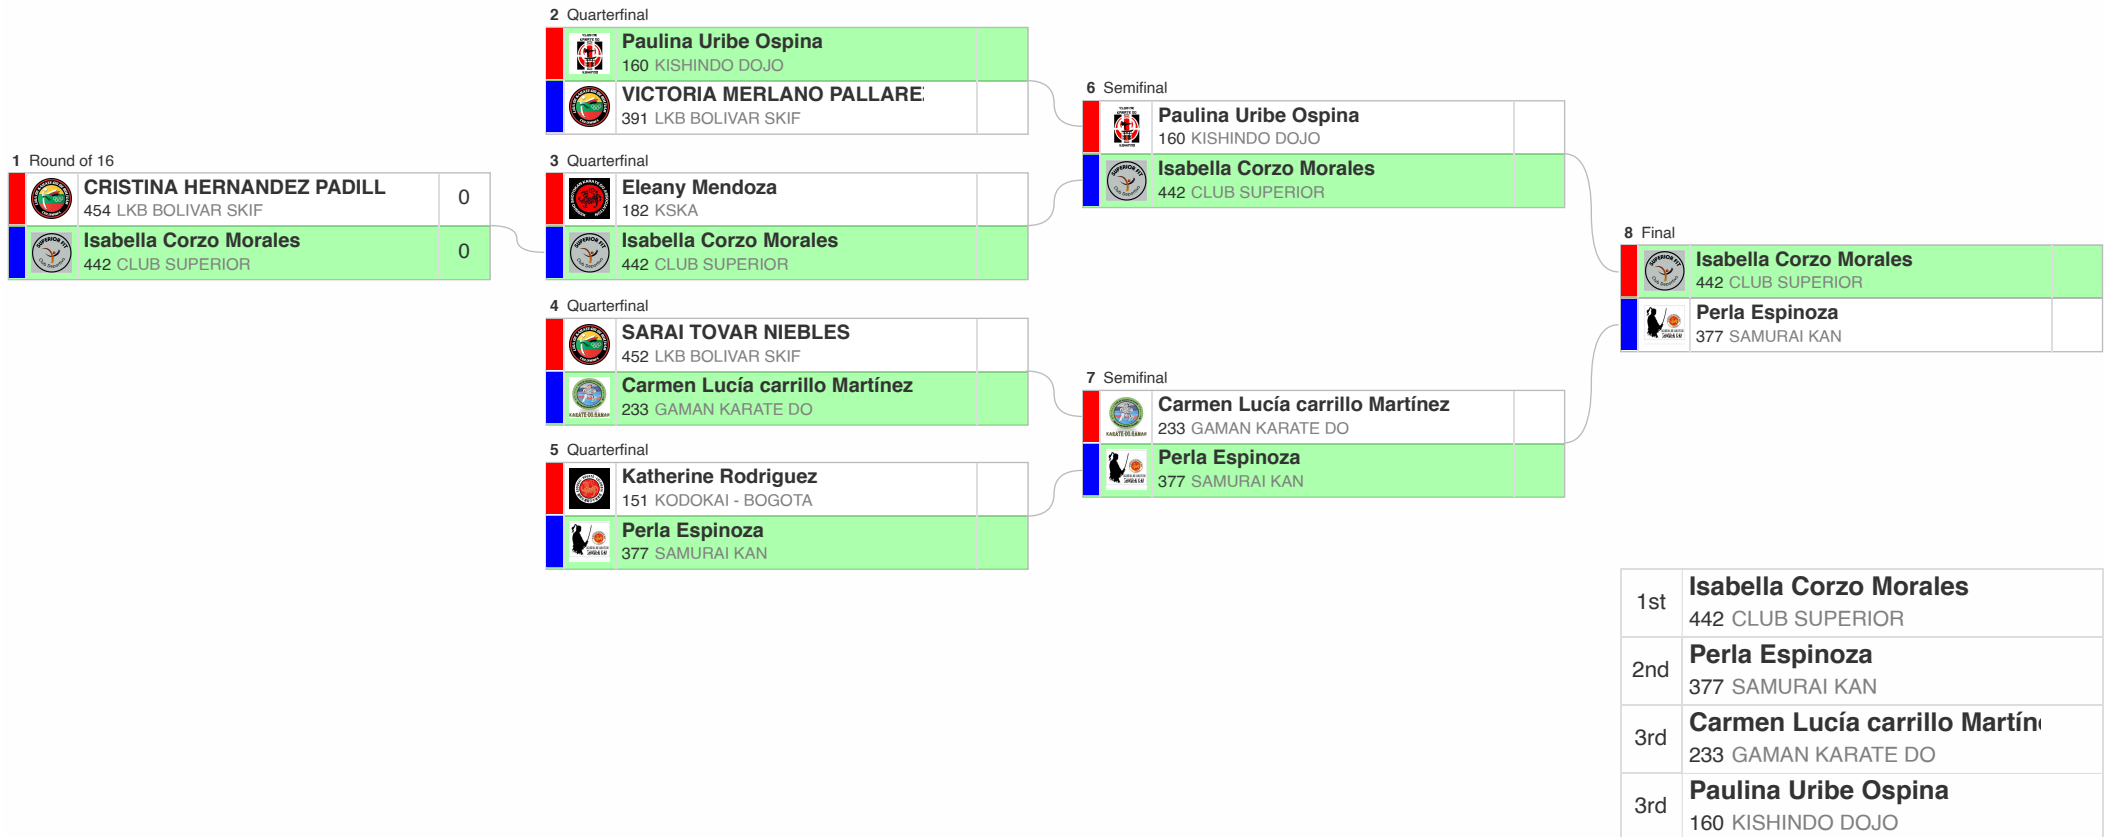 2 Quarterfinal
Paulina Uribe Ospina
160 KISHINDO DOJO
VICTORIA MERLANO PALLARE
391 LKB BOLIVAR SKIF
6 Semifinal
Paulina Uribe Ospina
160 KISHINDO DOJO
Isabella Corzo Morales
442 CLUB SUPERIOR
1 Round of 16
CRISTINA HERNANDEZ PADILL 0
454 LKB BOLIVAR SKIF
Isabella Corzo Morales 0
442 CLUB SUPERIOR
3 Quarterfinal
Eleany Mendoza
182 KSKA
Isabella Corzo Morales
442 CLUB SUPERIOR
8 Final
Isabella Corzo Morales
442 CLUB SUPERIOR
Perla Espinoza
377 SAMURAI KAN
4 Quarterfinal
SARAI TOVAR NIEBLES
452 LKB BOLIVAR SKIF
Carmen Lucía carrillo Martínez
233 GAMAN KARATE DO
7 Semifinal
Carmen Lucía carrillo Martínez
233 GAMAN KARATE DO
Perla Espinoza
377 SAMURAI KAN
5 Quarterfinal
Katherine Rodriguez
151 KODOKAI - BOGOTA
Perla Espinoza
377 SAMURAI KAN
1st Isabella Corzo Morales
442 CLUB SUPERIOR
2nd Perla Espinoza
377 SAMURAI KAN
3rd Carmen Lucía carrillo Martín
233 GAMAN KARATE DO
3rd Paulina Uribe Ospina
160 KISHINDO DOJO